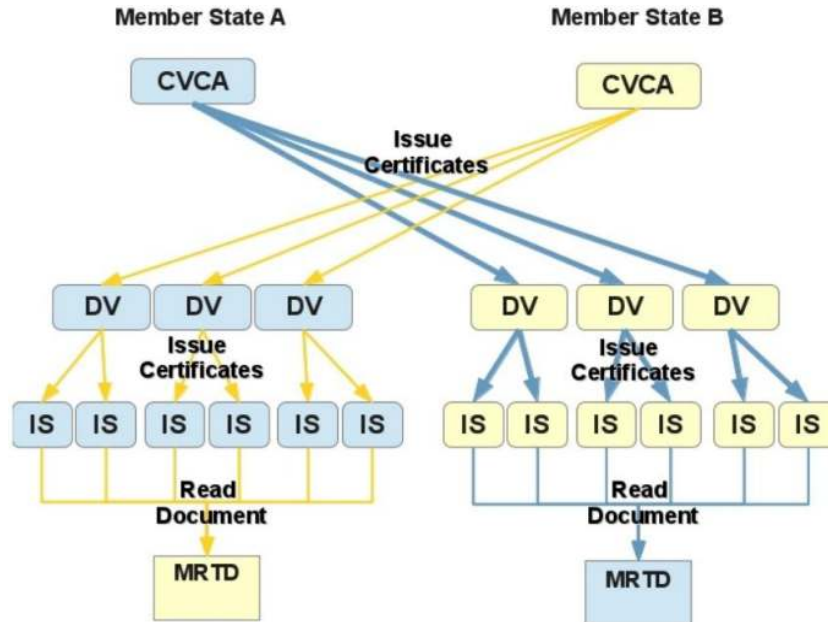 Member State A
Member State B
CVCA
CVCA
Issue
Certificates
DV
DV
DV
DV
DV
DV
Issue
Certificates
Issue
Certificates
IS
IS
IS
IS
IS
IS
IS
IS
IS
IS
IS
IS
Read
Document
Read
Document
MRTD
MRTD